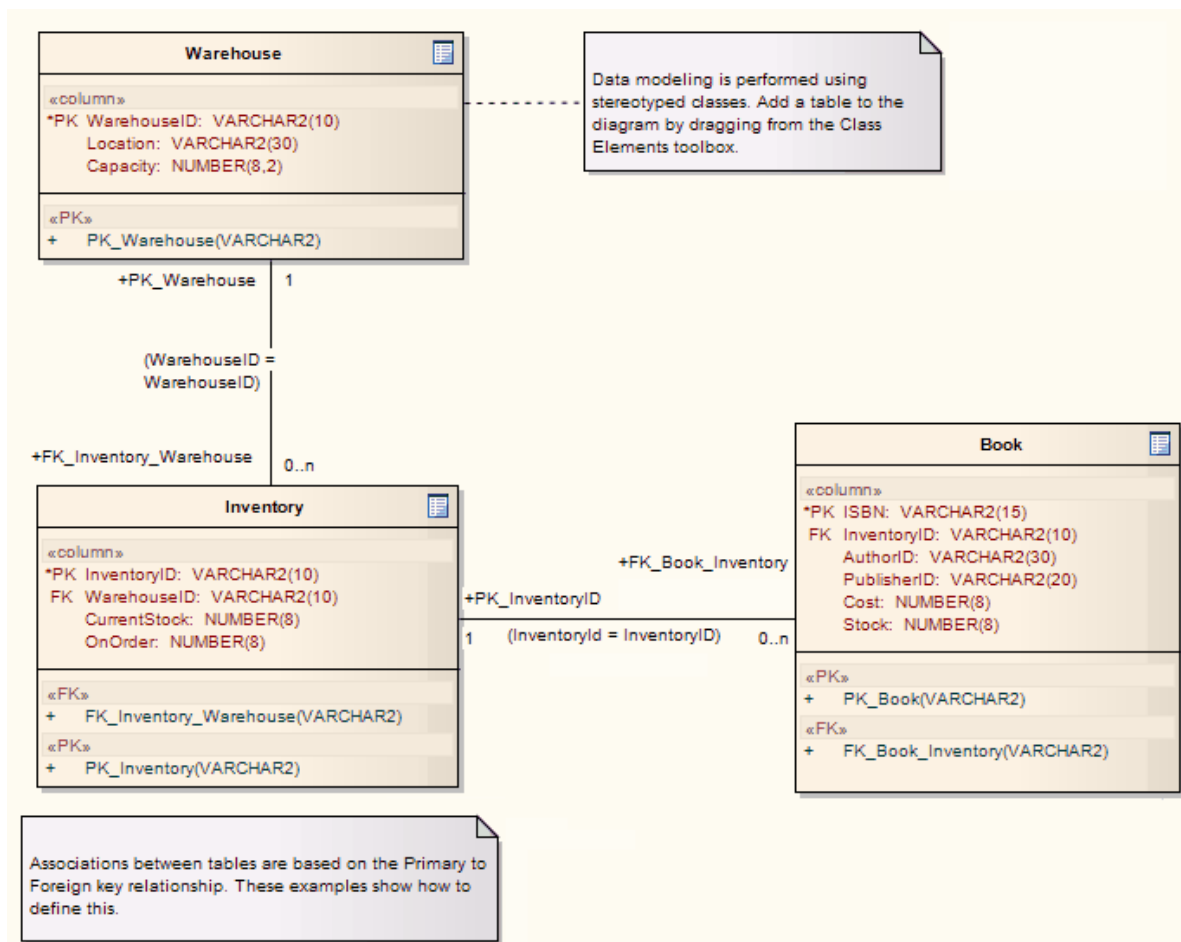 Warehouse
«column»
*PK WarehouseID: VARCHAR2(10)
Location: VARCHAR2(30)
Capacity: NUMBER(8,2)
«PK»
+ PK_Warehouse(VARCHAR2)
Data modeling is performed using
stereotyped classes. Add a table to the
diagram by dragging from the Class
Elements toolbox.
+PK_Warehouse 1
(WarehouseID =
WarehouseID)
+FK_Inventory_Warehouse 0..n
Inventory
«column»
*PK InventoryID: VARCHAR2(10)
FK WarehouseID: VARCHAR2(10)
CurrentStock: NUMBER(8)
OnOrder: NUMBER(8)
«FK»
+ FK_Inventory_Warehouse(VARCHAR2)
«PK»
+ PK_Inventory(VARCHAR2)
+FK_Book_Inventory
+PK_InventoryID
1 (InventoryId = InventoryID) 0..n
Book
«column»
*PK ISBN: VARCHAR2(15)
FK InventoryID: VARCHAR2(10)
AuthorID: VARCHAR2(30)
PublisherID: VARCHAR2(20)
Cost: NUMBER(8)
Stock: NUMBER(8)
«PK»
+ PK_Book(VARCHAR2)
«FK»
+ FK_Book_Inventory(VARCHAR2)
Associations between tables are based on the Primary to
Foreign key relationship. These examples show how to
define this.